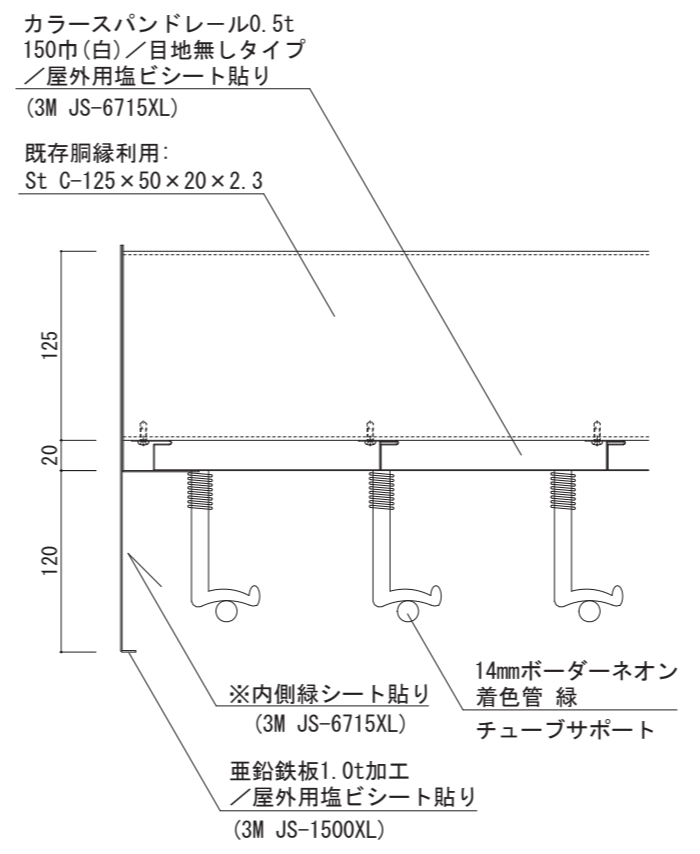 カラースパンドレール0.5t
150巾(白)／目地無しタイプ
／屋外用塩ビシート貼り
(3M JS-6715XL)
既存胴縁利用:
St C-125×50×20×2.3
125
20
120
14mmボーダーネオン
着色管 緑
チューブサポート
※内側緑シート貼り
(3M JS-6715XL)
亜鉛鉄板1.0t加工
／屋外用塩ビシート貼り
(3M JS-1500XL)